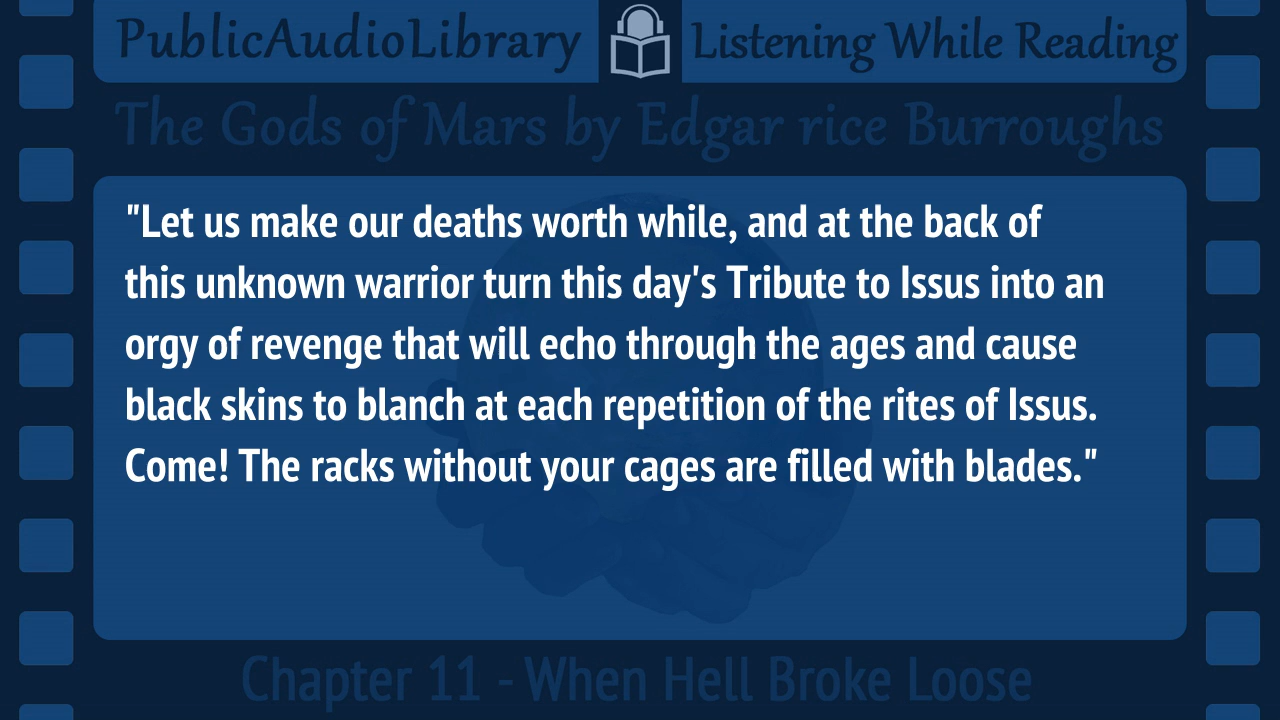 PublicAudioLibrary Listening While Reading
The Gods of Mars by Edgar rice Burroughs
"Let us make our deaths worth while, and at the back of
this unknown warrior turn this day's Tribute to Issus into an
orgy of revenge that will echo through the ages and cause
black skins to blanch at each repetition of the rites of Issus.
Come! The racks without your cages are filled with blades."
Chapter 11 - When Hell Broke Loose